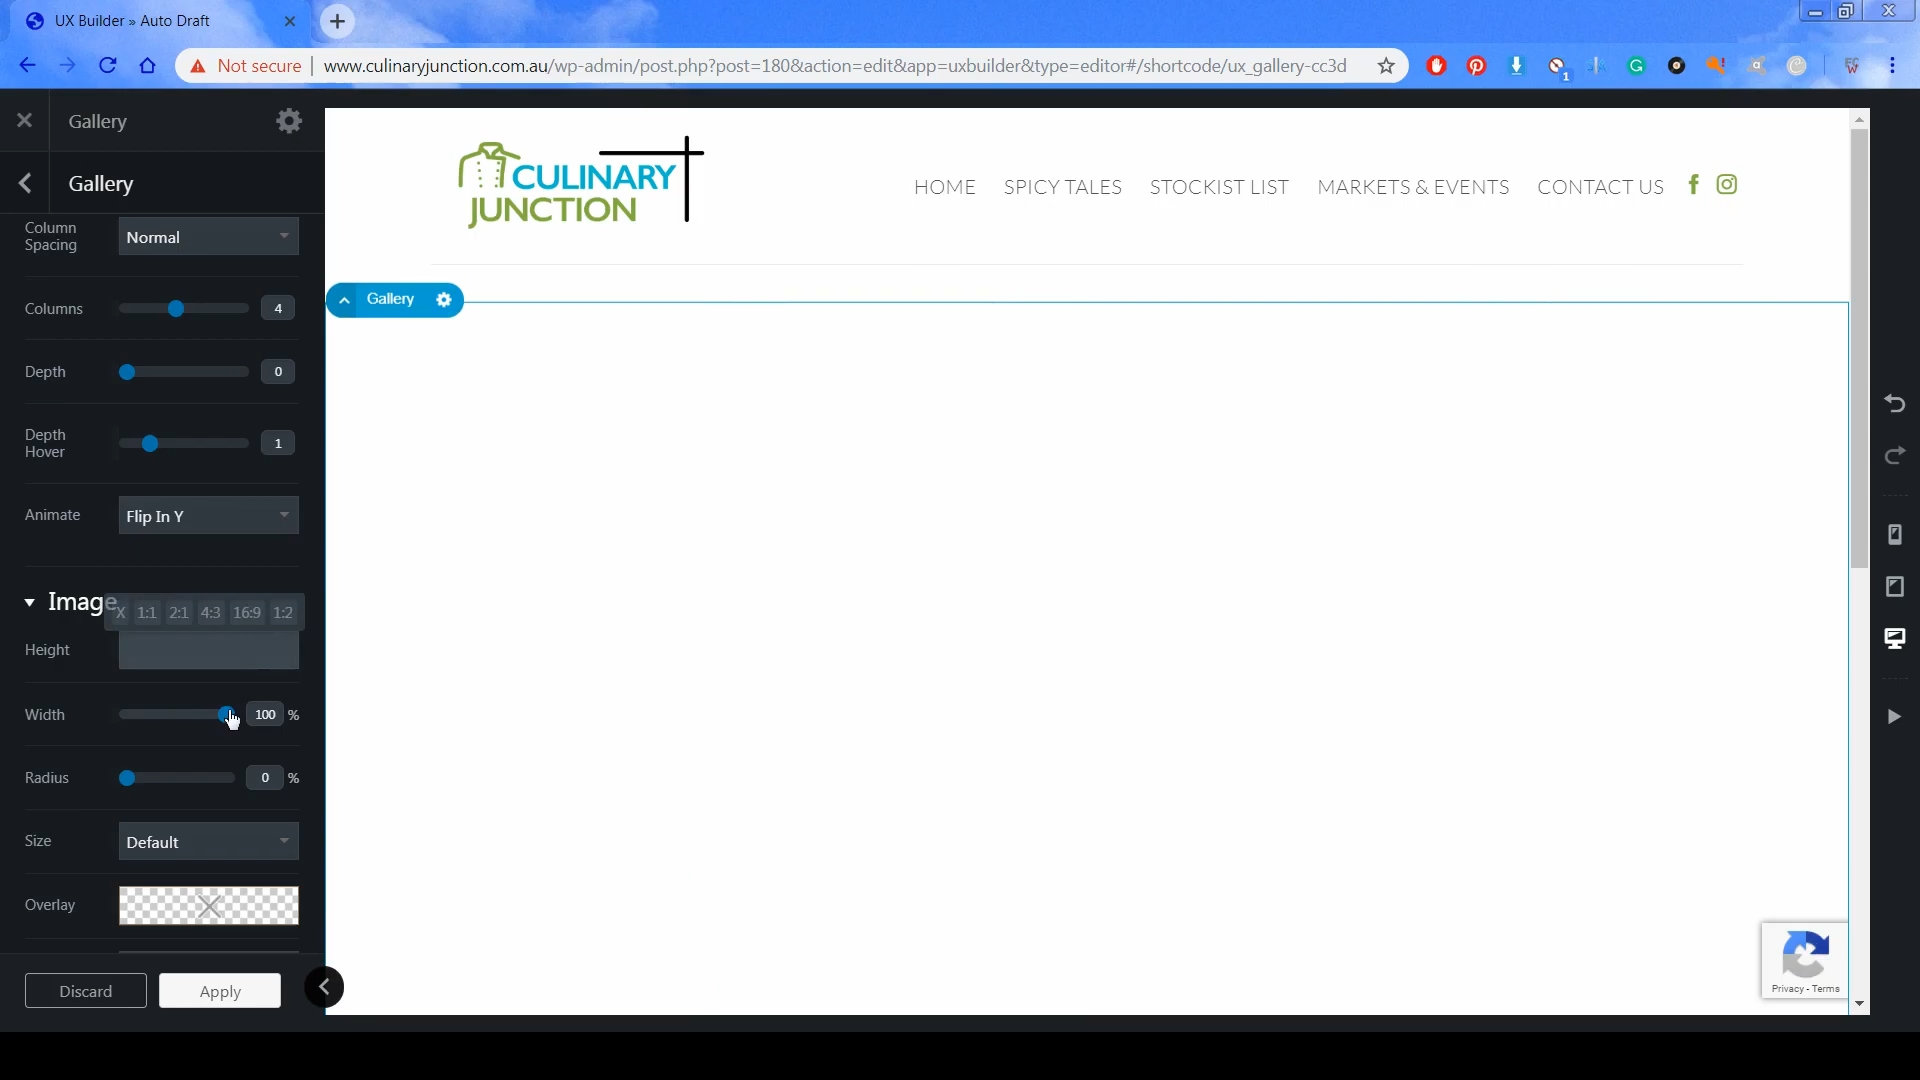 UX Builder » Auto Draft
Not secure | www.culinaryjunction.com.au/wp-admin/post.php?post=180&action=edit&app=uxbuilder&type=editor#/shortcode/ux_gallery-cc3d
1
Gallery
Gallery
Column Spacing Normal
Columns 4
Depth 0
Depth Hover 1
Animate Flip In Y
Image
X 1:1 2:1 4:3 16:9 1:2
Height
Width 100 %
Radius 0 %
Size Default
Overlay
Discard Apply
CULINARY
JUNCTION
HOME SPICY TALES STOCKIST LIST MARKETS & EVENTS CONTACT US
Gallery
Privacy - Terms